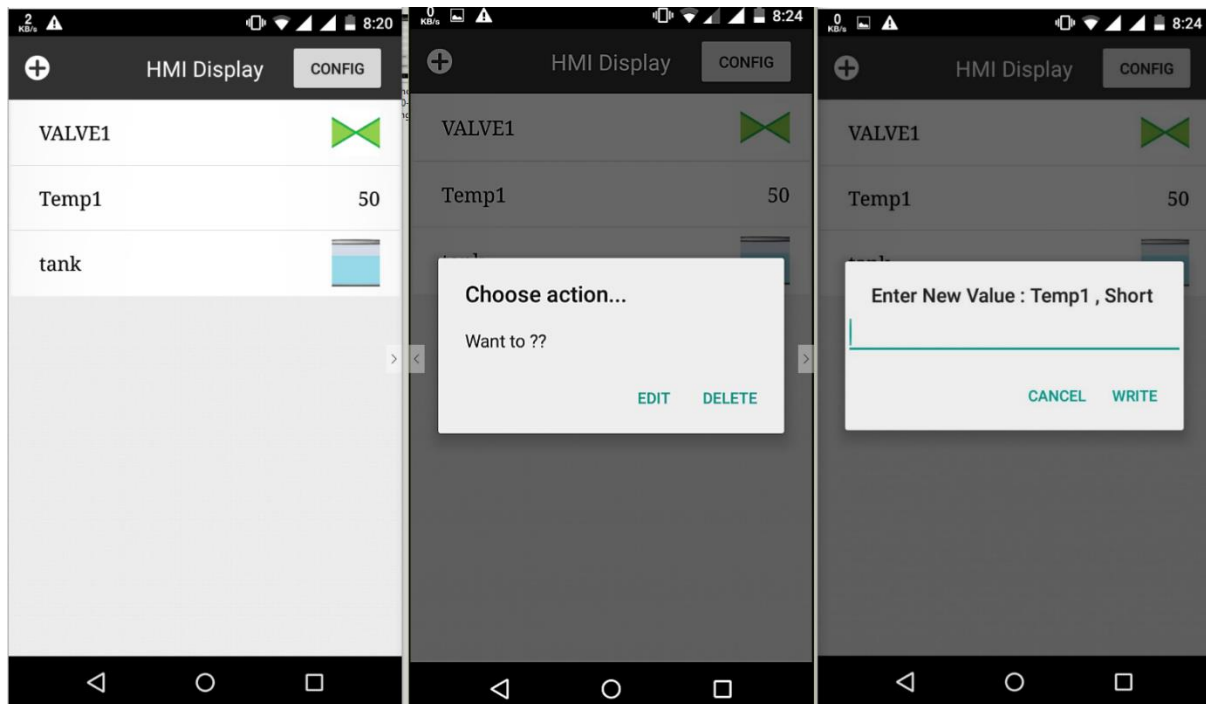 2
KB/s
8:20
HMI Display
CONFIG
VALVE1
Temp1
50
tank
0
KB/s
8:24
HMI Display
CONFIG
VALVE1
Temp1
50
Choose action...
Want to ??
EDIT
DELETE
0
KB/s
8:24
HMI Display
CONFIG
VALVE1
Temp1
50
Enter New Value : Temp1 , Short
CANCEL
WRITE